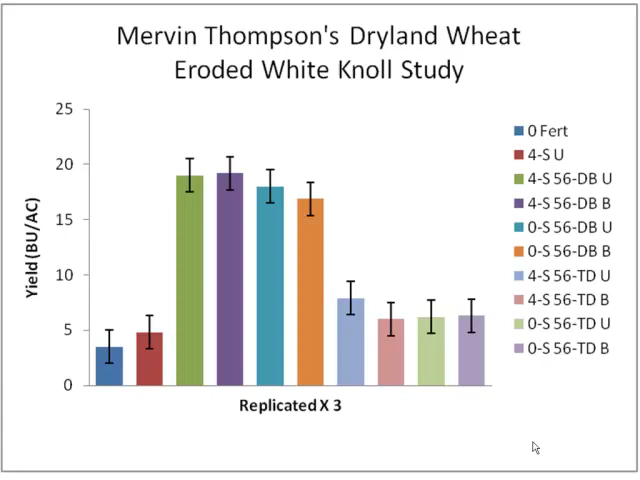 Mervin Thompson's Dryland Wheat
Eroded White Knoll Study
25
20
15
10
5
0
Yield (BU/AC)
Replicated X 3
0 Fert
4-S U
4-S 56-DB U
4-S 56-DB B
0-S 56-DB U
0-S 56-DB B
4-S 56-TD U
4-S 56-TD B
0-S 56-TD U
0-S 56-TD B